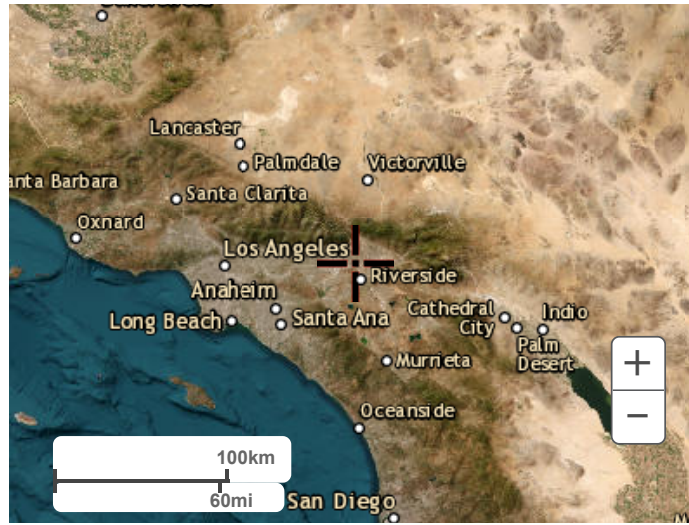 Lancaster
Palmdale
Victorville
anta Barbara
Santa Clarita
Oxnard
Los Angeles
Riverside
Anaheim
Cathedral
City
Indio
Long Beach
Santa Ana
Palm
Desert
Murrieta
+
Oceanside
−
100km
60mi
San Diego